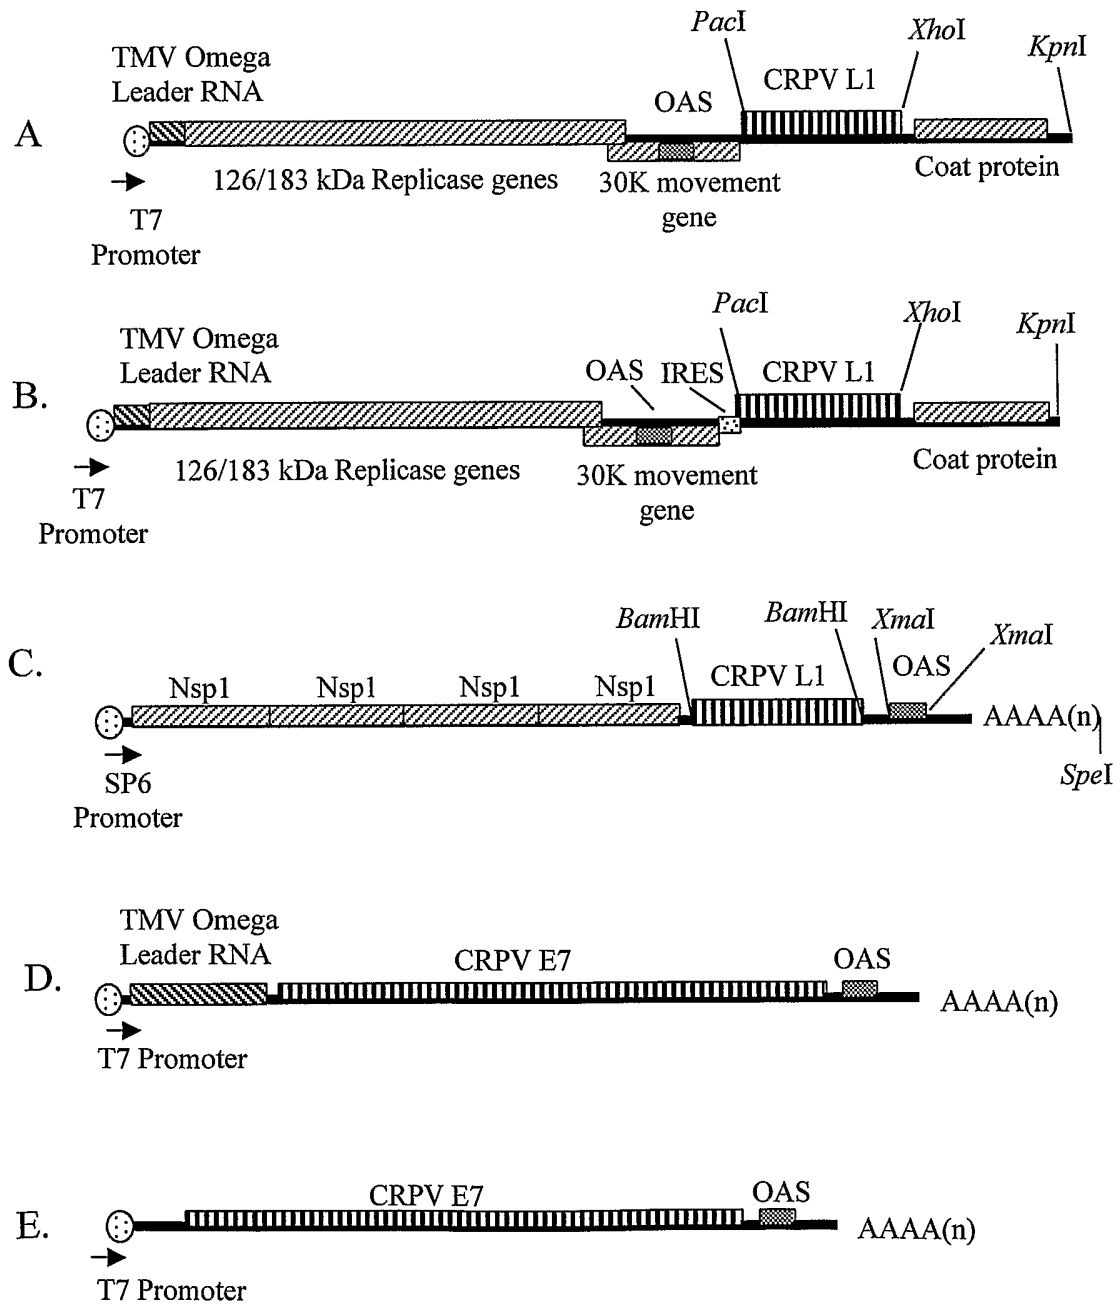 PacI
XhoI
KpnI
TMV Omega
Leader RNA
CRPV L1
OAS
A
126/183 kDa Replicase genes
30K movement
gene
Coat protein
T7
Promoter
PacI
XhoI
KpnI
TMV Omega
Leader RNA
OAS
IRES
CRPV L1
B.
126/183 kDa Replicase genes
30K movement
gene
Coat protein
T7
Promoter
BamHI
BamHI
XmaI
XmaI
C.
Nsp1
Nsp1
Nsp1
Nsp1
CRPV L1
OAS
AAAA(n)
SpeI
SP6
Promoter
TMV Omega
Leader RNA
CRPV E7
OAS
D.
AAAA(n)
T7 Promoter
CRPV E7
OAS
E.
AAAA(n)
T7 Promoter